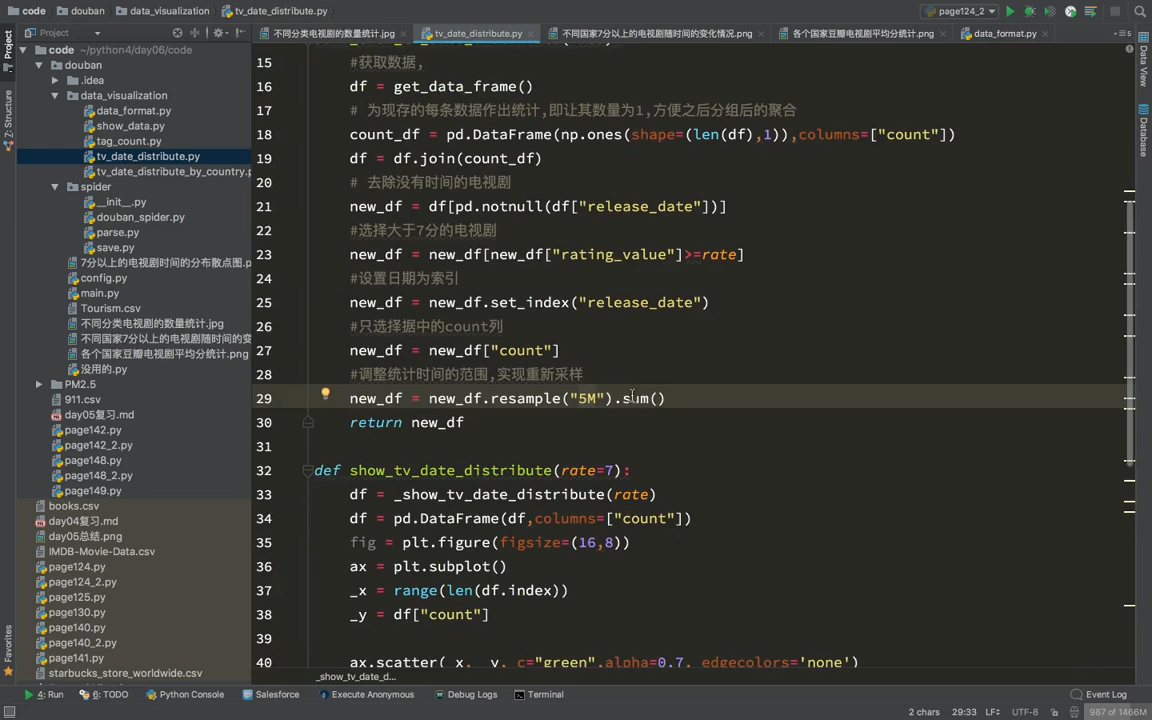 code douban data_visualization tv_date_distribute.py page124_2
Project 不同分类电视剧的数量统计.jpg tv_date_distribute.py 不同国家7分以上的电视剧随时间的变化情况.png 各个国家豆瓣电视剧平均分统计.png data_format.py
code ~/python4/day06/code
douban
.idea
data_visualization
data_format.py
show_data.py
tag_count.py
tv_date_distribute.py
tv_date_distribute_by_country.p
spider
__init__.py
douban_spider.py
parse.py
save.py
7分以上的电视剧时间的分布散点图.p
config.py
main.py
Tourism.csv
不同分类电视剧的数量统计.jpg
不同国家7分以上的电视剧随时间的变
各个国家豆瓣电视剧平均分统计.png
没用的.py
PM2.5
911.csv
day05复习.md
page142.py
page142_2.py
page148.py
page148_2.py
page149.py
books.csv
day04复习.md
day05总结.png
IMDB-Movie-Data.csv
page124.py
page124_2.py
page125.py
page130.py
page140.py
page140_2.py
page141.py
starbucks_store_worldwide.csv
Project
Z: Structure
Favorites
15 #获取数据,
16 df = get_data_frame()
17 # 为现存的每条数据作出统计,即让其数量为1,方便之后分组后的聚合
18 count_df = pd.DataFrame(np.ones(shape=(len(df),1)),columns=["count"])
19 df = df.join(count_df)
20 # 去除没有时间的电视剧
21 new_df = df[pd.notnull(df["release_date"])]
22 #选择大于7分的电视剧
23 new_df = new_df[new_df["rating_value"]>=rate]
24 #设置日期为索引
25 new_df = new_df.set_index("release_date")
26 #只选择据中的count列
27 new_df = new_df["count"]
28 #调整统计时间的范围,实现重新采样
29 new_df = new_df.resample("5M").sum()
30 return new_df
31
32 def show_tv_date_distribute(rate=7):
33 df = _show_tv_date_distribute(rate)
34 df = pd.DataFrame(df,columns=["count"])
35 fig = plt.figure(figsize=(16,8))
36 ax = plt.subplot()
37 _x = range(len(df.index))
38 _y = df["count"]
39
40 ax.scatter(_x, _y, c="green",alpha=0.7, edgecolors='none')
_show_tv_date_d...
Data View
Database
4: Run 6: TODO Python Console Salesforce Execute Anonymous Debug Logs Terminal Event Log
2 chars 29:33 LF UTF-8 987 of 1466M